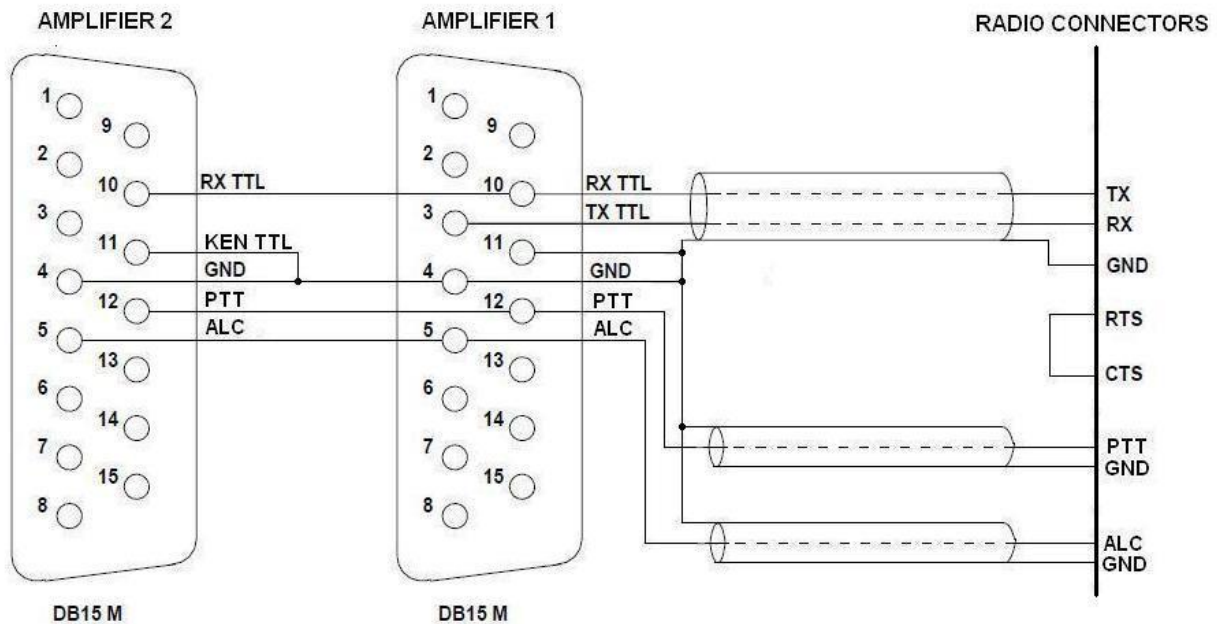 AMPLIFIER 2
AMPLIFIER 1
RADIO CONNECTORS
1
9
2
10
3
11
4
12
5
13
6
14
7
15
8
RX TTL
KEN TTL
GND
PTT
ALC
DB15 M
1
9
2
10
3
11
4
12
5
13
6
14
7
15
8
RX TTL
TX TTL
GND
PTT
ALC
DB15 M
TX
RX
GND
RTS
CTS
PTT
GND
ALC
GND